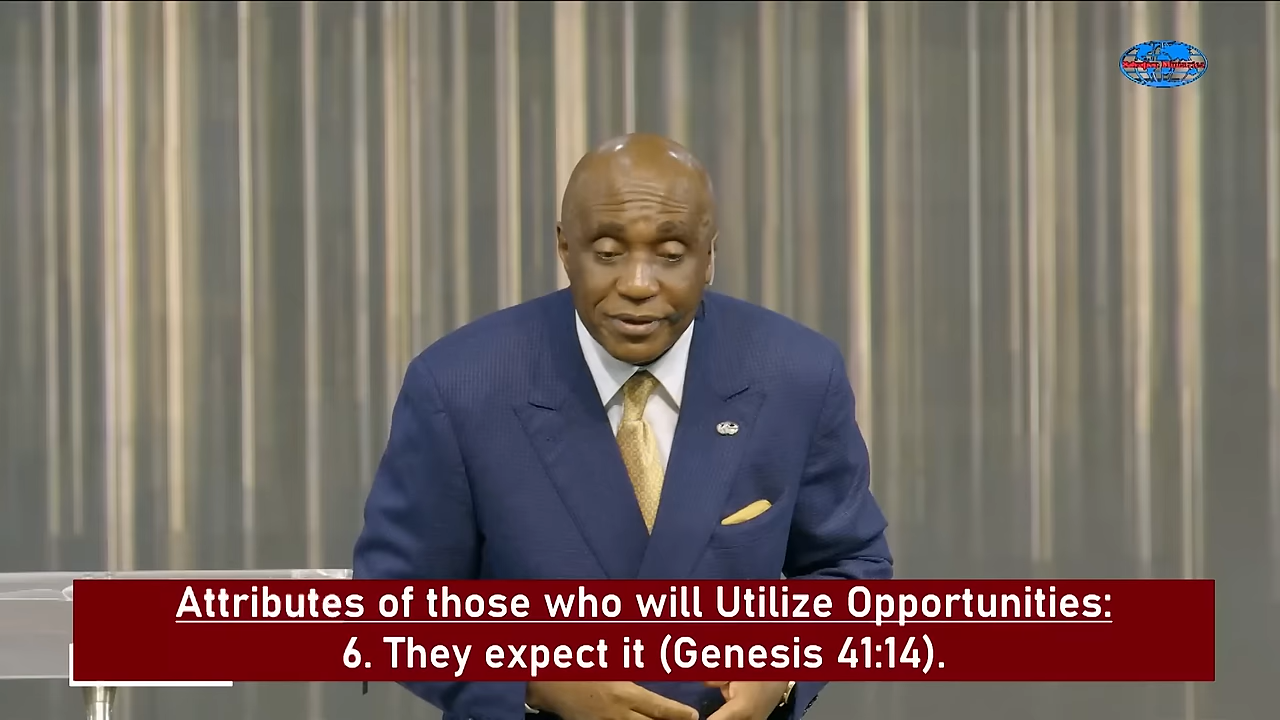 Attributes of those who will Utilize Opportunities:
6. They expect it (Genesis 41:14).